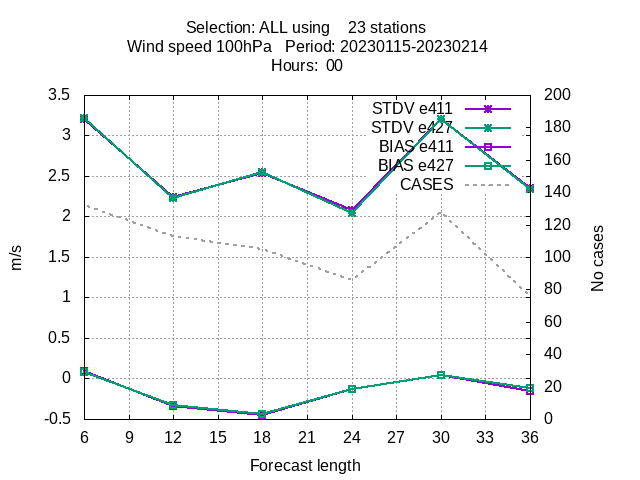 Selection: ALL using 23 stations
Wind speed 100hPa Period: 20230115-20230214
Hours: 00
STDV e411
STDV e427
BIAS e411
BIAS e427
CASES
3.5
3
2.5
2
1.5
1
0.5
0
-0.5
m/s
200
180
160
140
120
100
80
60
40
20
0
No cases
6 9 12 15 18 21 24 27 30 33 36
Forecast length